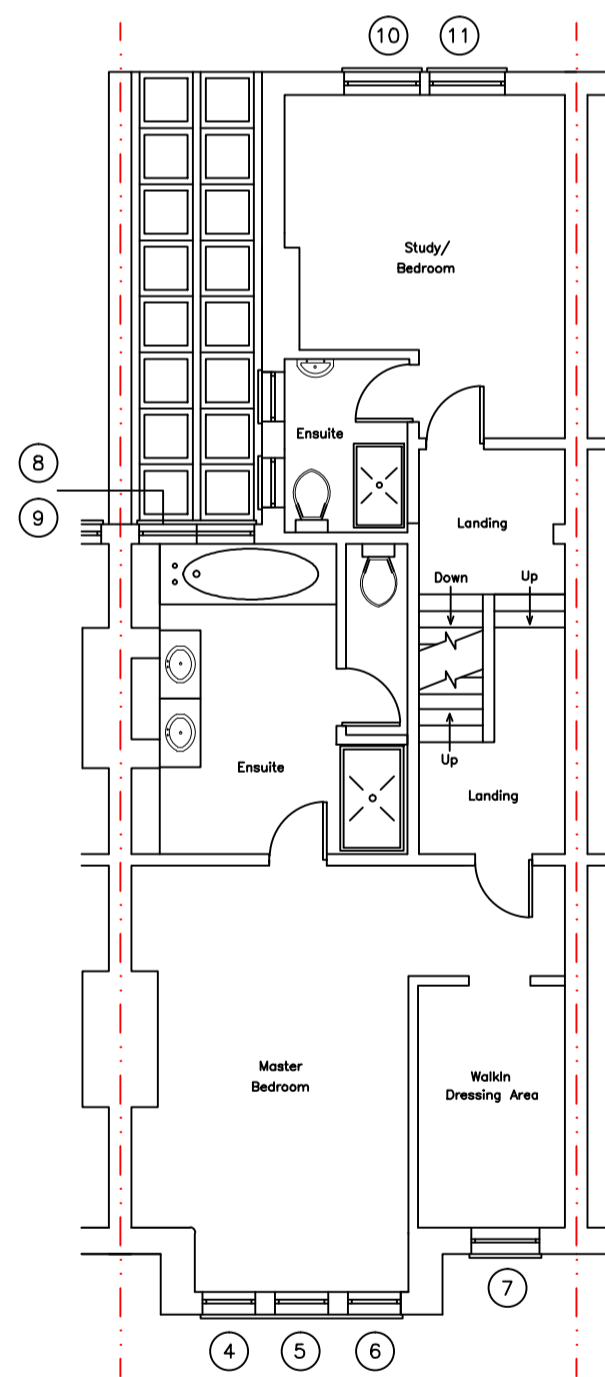 10
11
Study/
Bedroom
Ensuite
8
9
Landing
Down
Up
Up
Ensuite
Landing
Master
Bedroom
WalkIn
Dressing Area
7
4
5
6